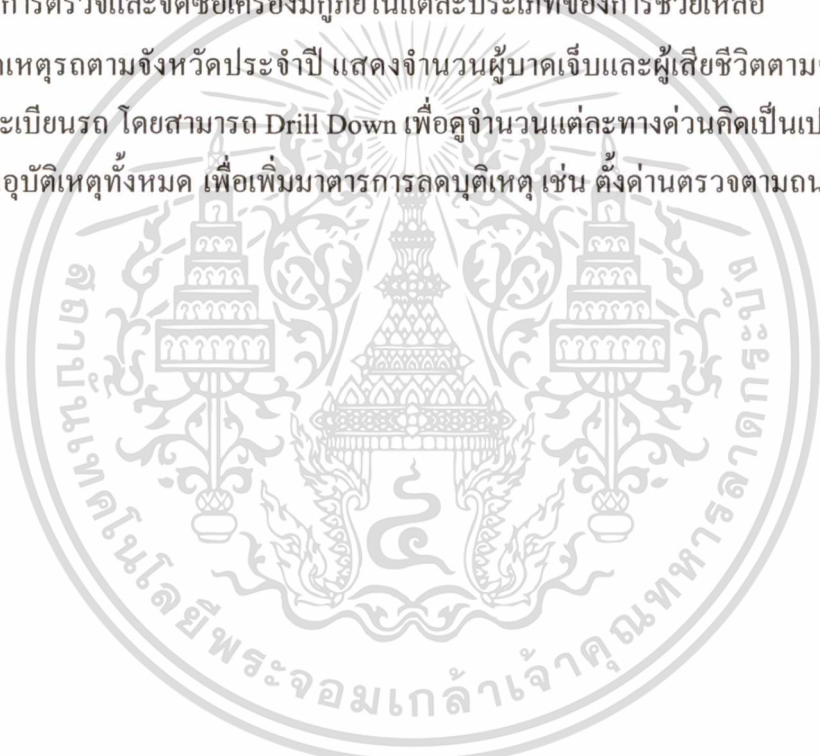 การตรวจและจัดซื้อเครื่องมือกู้ภัยในแต่ละประเภทของการช่วยเหลือ
เหตุรถตามจังหวัดประจำปี แสดงจำนวนผู้บาดเจ็บและผู้เสียชีวิตตาม
ะเบียนรถ โดยสามารถ Drill Down เพื่อดูจำนวนแต่ละทางด่วนคิดเป็นเป
อุบัติเหตุทั้งหมด เพื่อเพิ่มมาตารการลดบุติเหตุ เช่น ตั้งด่านตรวจตามถน
สถาบันเทคโนโลยีพระจอมเกล้าเจ้าคุณทหารลาดกระบัง